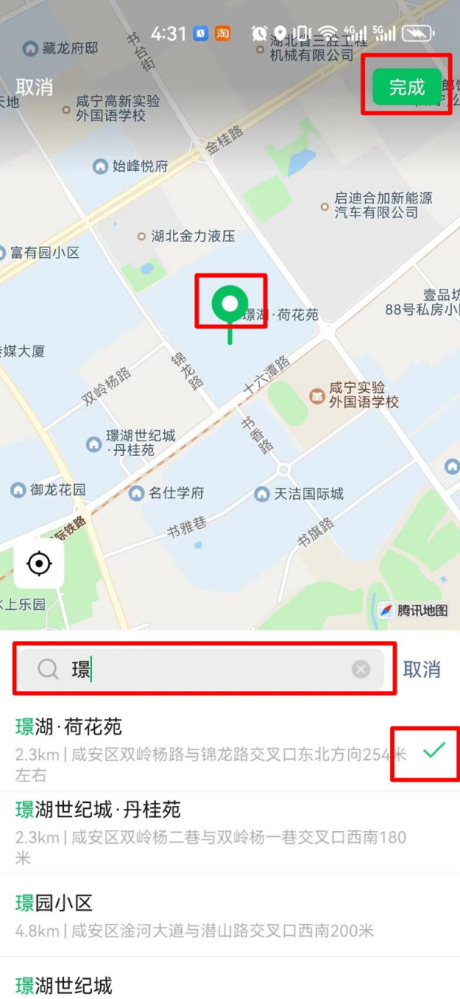 4:31
淘
4G
5G
藏龙府邸
书台街
湖北省三胜工程
机械有限公司
取消
完成
天地
咸宁高新实验
外国语学校
金桂路
始峰悦府
启迪合加新能源
汽车有限公司
湖北金力液压
富有园小区
壹品坊
88号私房小
璟湖·荷花苑
传媒大厦
锦龙路
十六潭路
双岭杨路
咸宁实验
外国语学校
书香路
璟湖世纪城
·丹桂苑
御龙花园
名仕学府
天洁国际城
书雅巷
书旗路
际铁路
水上乐园
腾讯地图
璟
取消
璟湖·荷花苑
2.3km | 咸安区双岭杨路与锦龙路交叉口东北方向254米
左右
璟湖世纪城·丹桂苑
2.3km | 咸安区双岭杨二巷与双岭杨一巷交叉口西南180
米
璟园小区
4.8km | 咸安区淦河大道与潜山路交叉口西南200米
璟湖世纪城